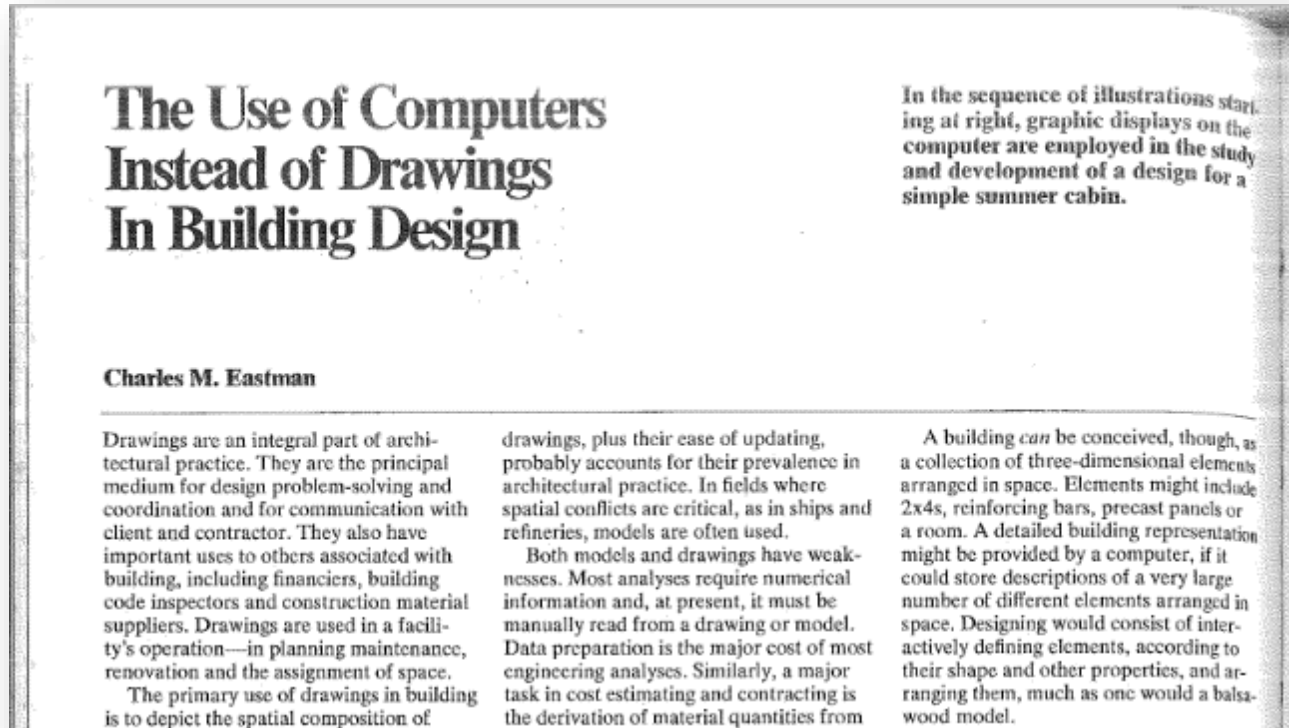 The Use of Computers
Instead of Drawings
In Building Design
In the sequence of illustrations start-
ing at right, graphic displays on the
computer are employed in the study
and development of a design for a
simple summer cabin.
Charles M. Eastman
Drawings are an integral part of archi-
tectural practice. They are the principal
medium for design problem-solving and
coordination and for communication with
client and contractor. They also have
important uses to others associated with
building, including financiers, building
code inspectors and construction material
suppliers. Drawings are used in a facili-
ty's operation—in planning maintenance,
renovation and the assignment of space.
The primary use of drawings in building
is to depict the spatial composition of
drawings, plus their ease of updating,
probably accounts for their prevalence in
architectural practice. In fields where
spatial conflicts are critical, as in ships and
refineries, models are often used.
Both models and drawings have weak-
nesses. Most analyses require numerical
information and, at present, it must be
manually read from a drawing or model.
Data preparation is the major cost of most
engineering analyses. Similarly, a major
task in cost estimating and contracting is
the derivation of material quantities from
A building can be conceived, though, as
a collection of three-dimensional elements
arranged in space. Elements might include
2x4s, reinforcing bars, precast panels or
a room. A detailed building representation
might be provided by a computer, if it
could store descriptions of a very large
number of different elements arranged in
space. Designing would consist of inter-
actively defining elements, according to
their shape and other properties, and ar-
ranging them, much as one would a balsa-
wood model.